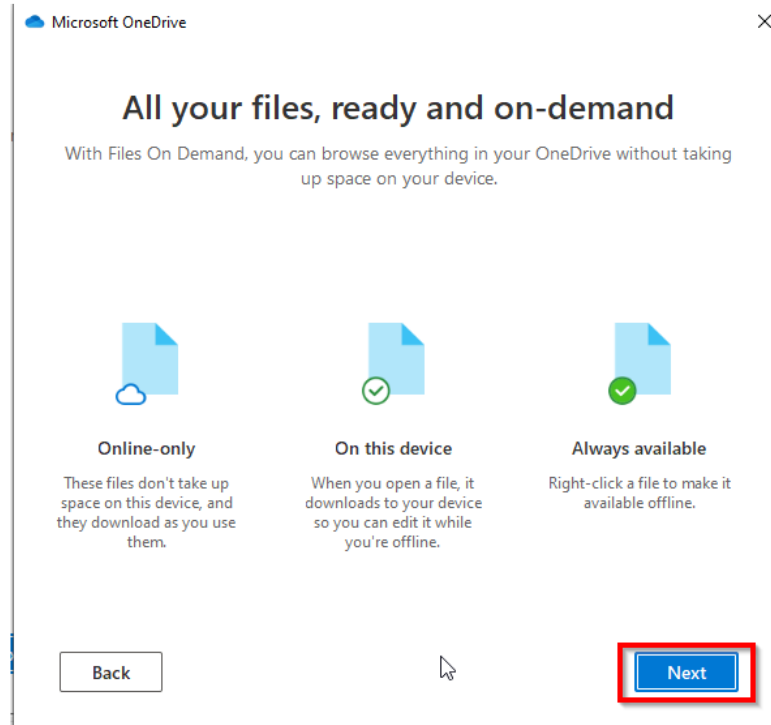 Microsoft OneDrive
All your files, ready and on-demand
With Files On Demand, you can browse everything in your OneDrive without taking
up space on your device.
Online-only
These files don't take up
space on this device, and
they download as you use
them.
On this device
When you open a file, it
downloads to your device
so you can edit it while
you're offline.
Always available
Right-click a file to make it
available offline.
Back
Next